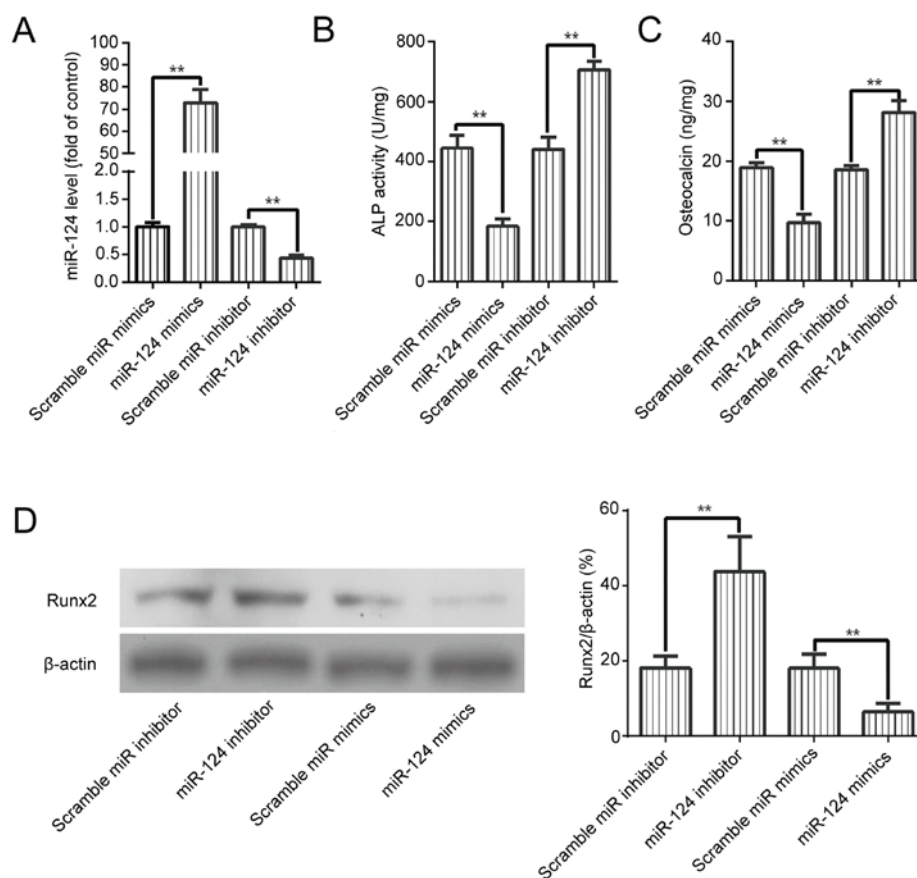 A
miR-124 level (fold of control)
100
90
80
70
60
50
2.0
1.5
1.0
0.5
0.0
**
**
Scramble miR mimics
miR-124 mimics
Scramble miR inhibitor
miR-124 inhibitor
B
ALP activity (U/mg)
800
600
400
200
0
**
**
Scramble miR mimics
miR-124 mimics
Scramble miR inhibitor
miR-124 inhibitor
C
Osteocalcin (ng/mg)
40
30
20
10
0
**
**
Scramble miR mimics
miR-124 mimics
Scramble miR inhibitor
miR-124 inhibitor
D
Runx2
β-actin
Scramble miR inhibitor
miR-124 inhibitor
Scramble miR mimics
miR-124 mimics
Runx2/β-actin (%)
60
40
20
0
**
**
Scramble miR inhibitor
miR-124 inhibitor
Scramble miR mimics
miR-124 mimics